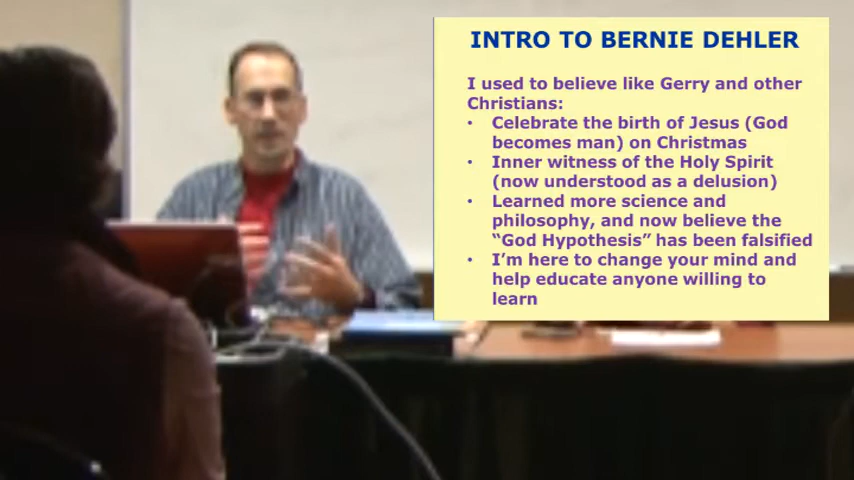 INTRO TO BERNIE DEHLER
I used to believe like Gerry and other
Christians:
• Celebrate the birth of Jesus (God
becomes man) on Christmas
• Inner witness of the Holy Spirit
(now understood as a delusion)
• Learned more science and
philosophy, and now believe the
“God Hypothesis” has been falsified
• I’m here to change your mind and
help educate anyone willing to
learn